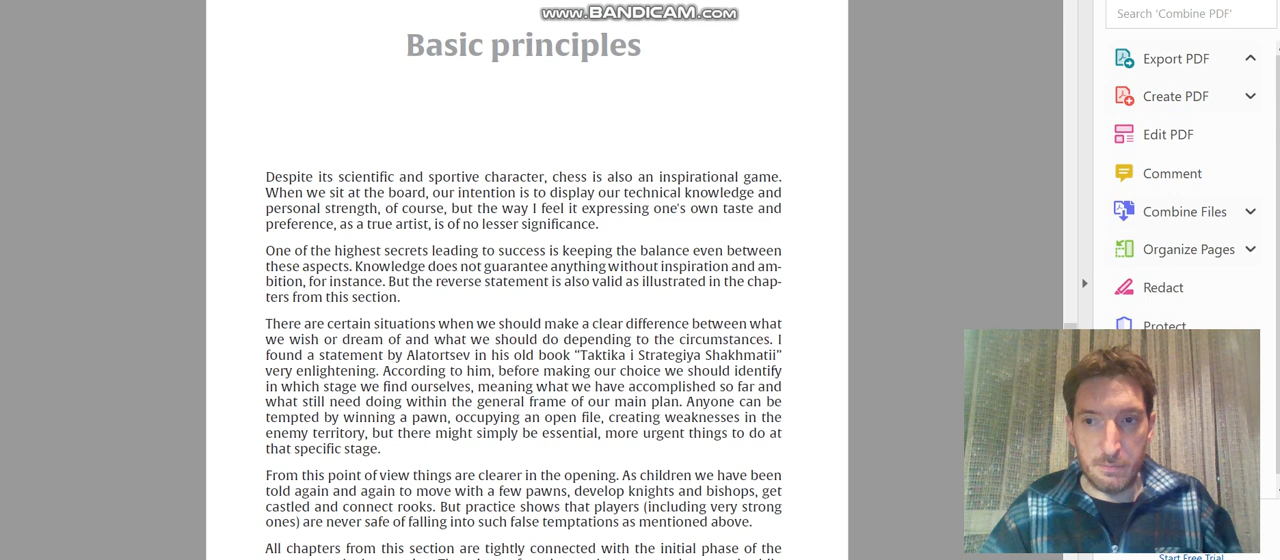 www.BANDICAM.com
Search 'Combine PDF'
Basic principles
Export PDF
Create PDF
Edit PDF
Comment
Combine Files
Organize Pages
Redact
Protect
Despite its scientific and sportive character, chess is also an inspirational game.
When we sit at the board, our intention is to display our technical knowledge and
personal strength, of course, but the way I feel it expressing one's own taste and
preference, as a true artist, is of no lesser significance.
One of the highest secrets leading to success is keeping the balance even between
these aspects. Knowledge does not guarantee anything without inspiration and am-
bition, for instance. But the reverse statement is also valid as illustrated in the chap-
ters from this section.
There are certain situations when we should make a clear difference between what
we wish or dream of and what we should do depending to the circumstances. I
found a statement by Alatortsev in his old book “Taktika i Strategiya Shakhmatii”
very enlightening. According to him, before making our choice we should identify
in which stage we find ourselves, meaning what we have accomplished so far and
what still need doing within the general frame of our main plan. Anyone can be
tempted by winning a pawn, occupying an open file, creating weaknesses in the
enemy territory, but there might simply be essential, more urgent things to do at
that specific stage.
From this point of view things are clearer in the opening. As children we have been
told again and again to move with a few pawns, develop knights and bishops, get
castled and connect rooks. But practice shows that players (including very strong
ones) are never safe of falling into such false temptations as mentioned above.
All chapters from this section are tightly connected with the initial phase of the
Start Free Trial